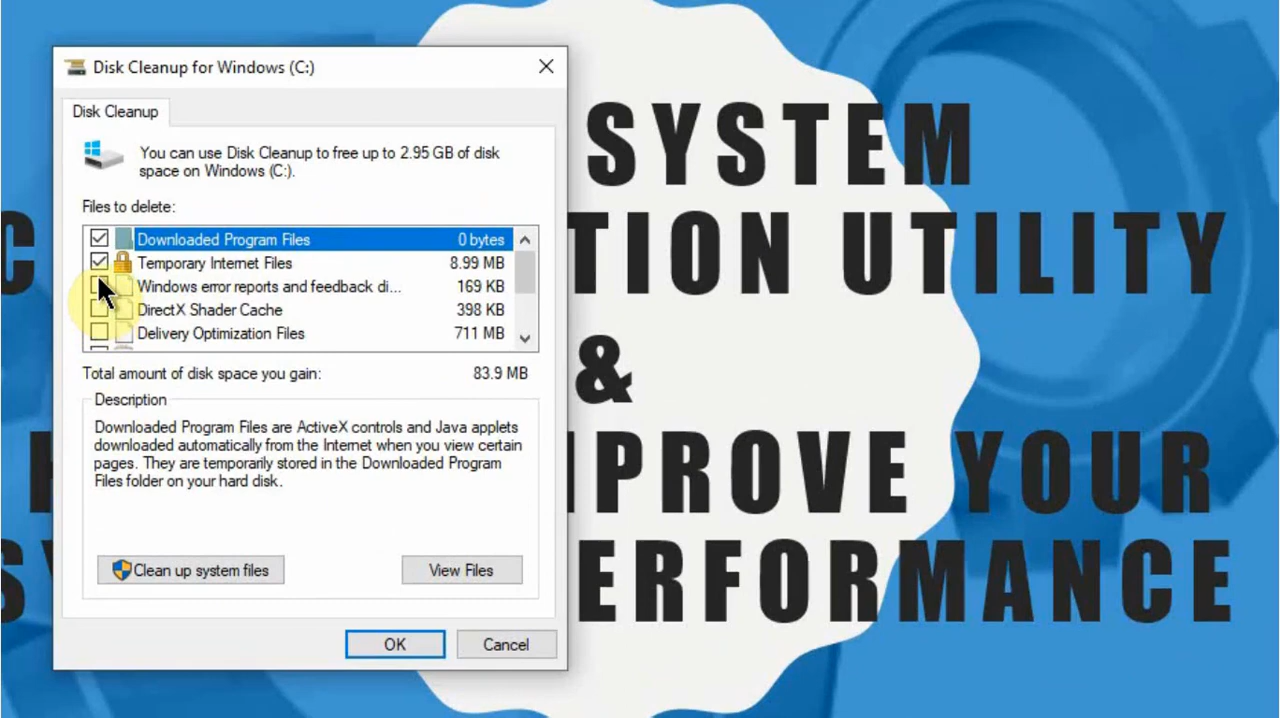 Disk Cleanup for Windows (C:)
Disk Cleanup
You can use Disk Cleanup to free up to 2.95 GB of disk
space on Windows (C:).
Files to delete:
Downloaded Program Files 0 bytes
Temporary Internet Files 8.99 MB
Windows error reports and feedback di... 169 KB
DirectX Shader Cache 398 KB
Delivery Optimization Files 711 MB
Total amount of disk space you gain: 83.9 MB
Description
Downloaded Program Files are ActiveX controls and Java applets
downloaded automatically from the Internet when you view certain
pages. They are temporarily stored in the Downloaded Program
Files folder on your hard disk.
Clean up system files View Files
OK Cancel
SYSTEM
C TION UTILITY
&
PROVE YOUR
S ERFORMANCE